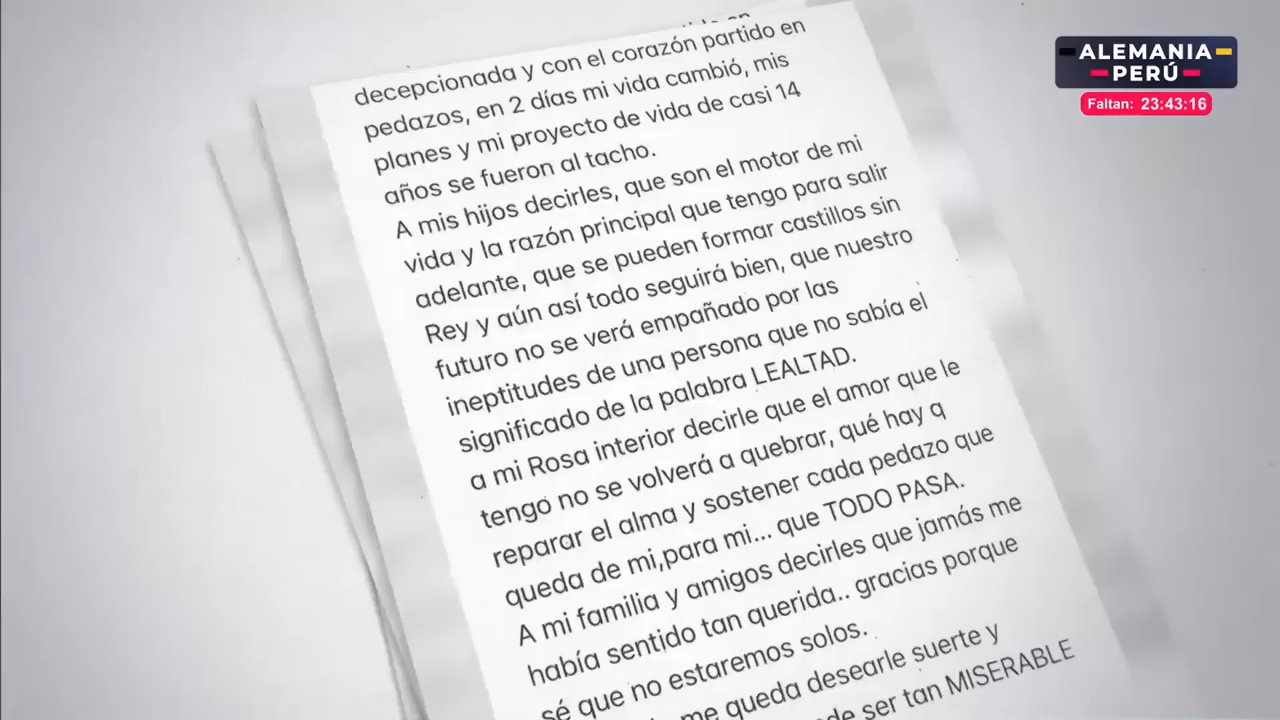 decepcionada y con el corazón partido en
pedazos, en 2 días mi vida cambió, mis
planes y mi proyecto de vida de casi 14
años se fueron al tacho.
A mis hijos decirles, que son el motor de mi
vida y la razón principal que tengo para salir
adelante, que se pueden formar castillos sin
Rey y aún así todo seguirá bien, que nuestro
futuro no se verá empañado por las
ineptitudes de una persona que no sabía el
significado de la palabra LEALTAD.
a mi Rosa interior decirle que el amor que le
tengo no se volverá a quebrar, qué hay q
reparar el alma y sostener cada pedazo que
queda de mi,para mi... que TODO PASA.
A mi familia y amigos decirles que jamás me
había sentido tan querida.. gracias porque
sé que no estaremos solos.
me queda desearle suerte y
ser tan MISERABLE
ALEMANIA
PERÚ
Faltan: 23:43:16